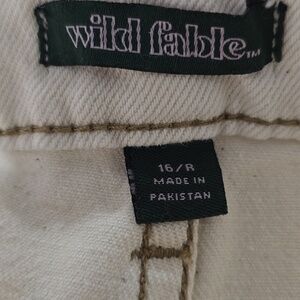 wild fable™
16/R
MADE IN
PAKISTAN